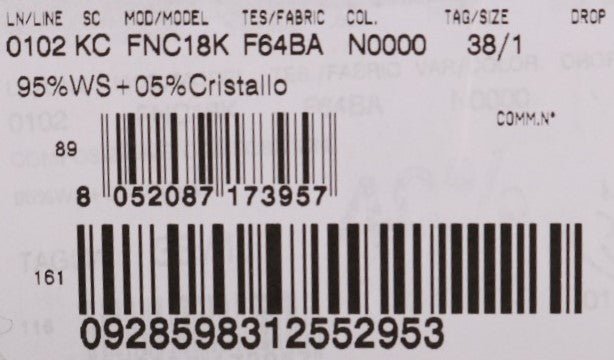 LN/LINE SC MOD/MODEL TES/FABRIC COL. TAG/SIZE DROP
0102 KC FNC18K F64BA N0000 38/1
95%WS+05%Cristallo
COMM.N°
89
8 052087 173957
161
0928598312552953